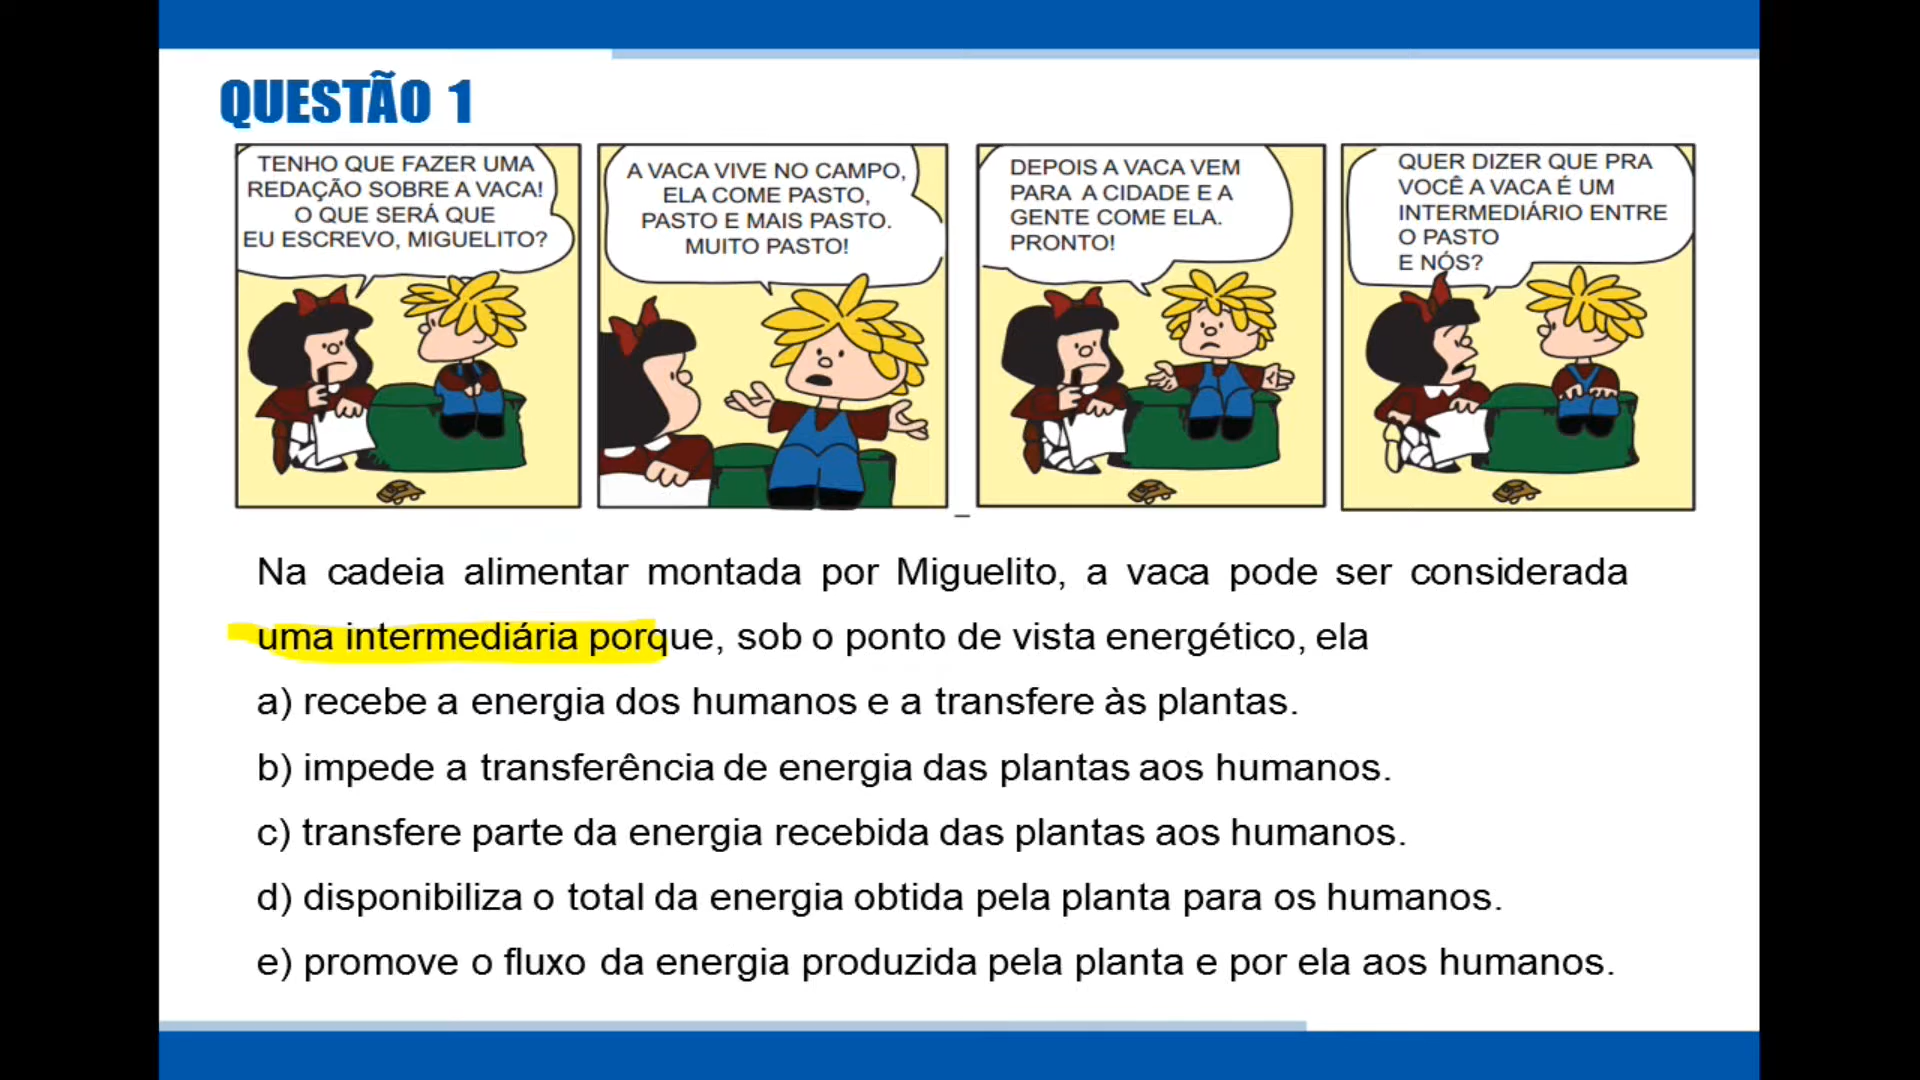 QUESTÃO 1
TENHO QUE FAZER UMA
REDAÇÃO SOBRE A VACA!
O QUE SERÁ QUE
EU ESCREVO, MIGUELITO?
A VACA VIVE NO CAMPO,
ELA COME PASTO,
PASTO E MAIS PASTO.
MUITO PASTO!
DEPOIS A VACA VEM
PARA A CIDADE E A
GENTE COME ELA.
PRONTO!
QUER DIZER QUE PRA
VOCÊ A VACA É UM
INTERMEDIÁRIO ENTRE
O PASTO
E NÓS?
Na cadeia alimentar montada por Miguelito, a vaca pode ser considerada
uma intermediária porque, sob o ponto de vista energético, ela
a) recebe a energia dos humanos e a transfere às plantas.
b) impede a transferência de energia das plantas aos humanos.
c) transfere parte da energia recebida das plantas aos humanos.
d) disponibiliza o total da energia obtida pela planta para os humanos.
e) promove o fluxo da energia produzida pela planta e por ela aos humanos.